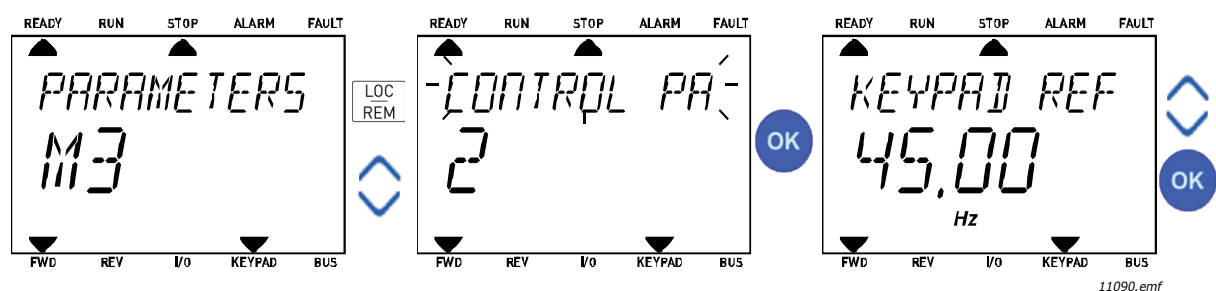 READY RUN STOP ALARM FAULT
PARAMETERS
M3
FWD REV I/O KEYPAD BUS
LOC
REM
READY RUN STOP ALARM FAULT
CONTROL PA
2
FWD REV I/O KEYPAD BUS
OK
READY RUN STOP ALARM FAULT
KEYPAD REF
45.00
Hz
FWD REV I/O KEYPAD BUS
OK
11090.emf